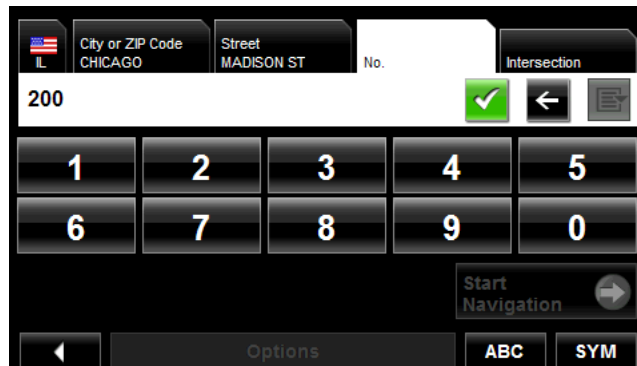 IL
City or ZIP Code
CHICAGO
Street
MADISON ST
No.
Intersection
200
1 2 3 4 5
6 7 8 9 0
Start
Navigation
Options ABC SYM